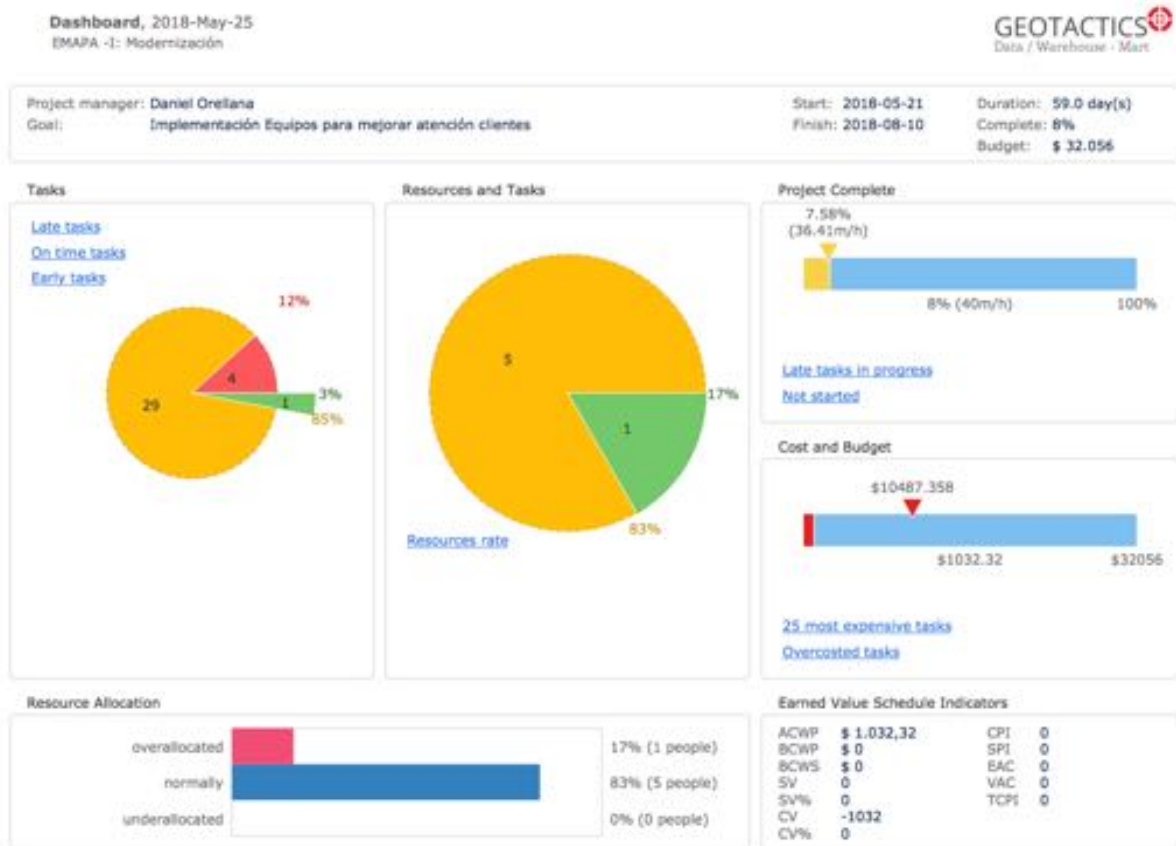 Dashboard, 2018-May-25
EMAPA -I: Modernización
GEOTACTICS
Data / Warehouse - Mart
Project manager: Daniel Orellana
Goal: Implementación Equipos para mejorar atención clientes
Start: 2018-05-21
Finish: 2018-08-10
Duration: 59.0 day(s)
Complete: 8%
Budget: $ 32.056
Tasks
Late tasks
On time tasks
Early tasks
12%
4
29
1
3%
85%
Resources and Tasks
5
17%
1
83%
Resources rate
Project Complete
7.58%
(36.41m/h)
8% (40m/h)
100%
Late tasks in progress
Not started
Cost and Budget
$10487.358
$1032.32
$32056
25 most expensive tasks
Overcosted tasks
Resource Allocation
overallocated 17% (1 people)
normally 83% (5 people)
underallocated 0% (0 people)
Earned Value Schedule Indicators
ACWP $ 1.032,32 CPI 0
BCWP $ 0 SPI 0
BCWS $ 0 EAC 0
SV 0 VAC 0
SV% 0 TCPI 0
CV -1032
CV% 0